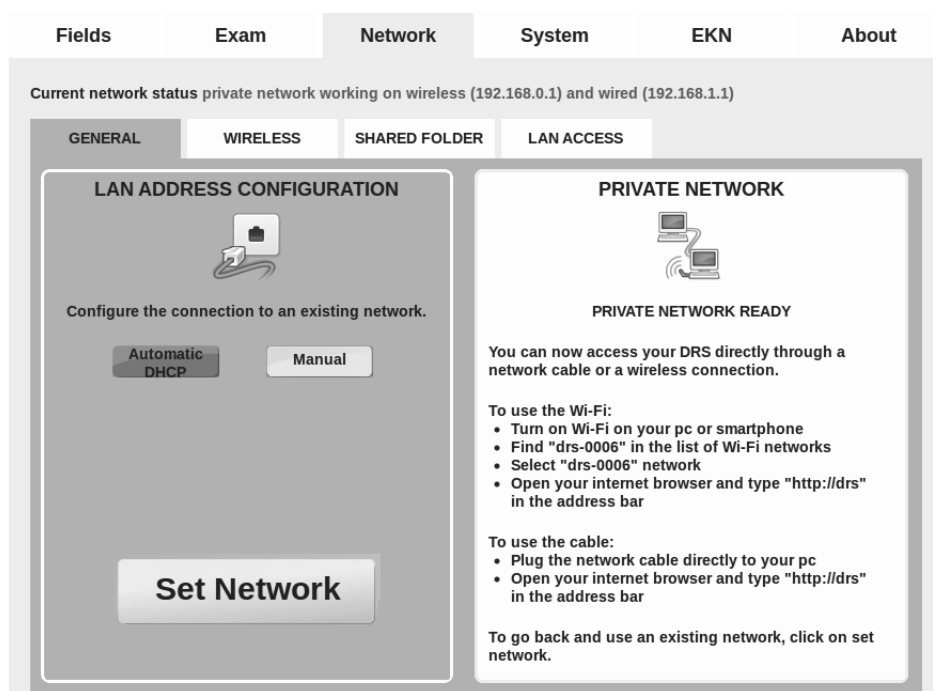 Fields Exam Network System EKN About
Current network status private network working on wireless (192.168.0.1) and wired (192.168.1.1)
GENERAL WIRELESS SHARED FOLDER LAN ACCESS
LAN ADDRESS CONFIGURATION
Configure the connection to an existing network.
Automatic
DHCP
Manual
Set Network
PRIVATE NETWORK
PRIVATE NETWORK READY
You can now access your DRS directly through a
network cable or a wireless connection.
To use the Wi-Fi:
• Turn on Wi-Fi on your pc or smartphone
• Find "drs-0006" in the list of Wi-Fi networks
• Select "drs-0006" network
• Open your internet browser and type "http://drs"
in the address bar
To use the cable:
• Plug the network cable directly to your pc
• Open your internet browser and type "http://drs"
in the address bar
To go back and use an existing network, click on set
network.